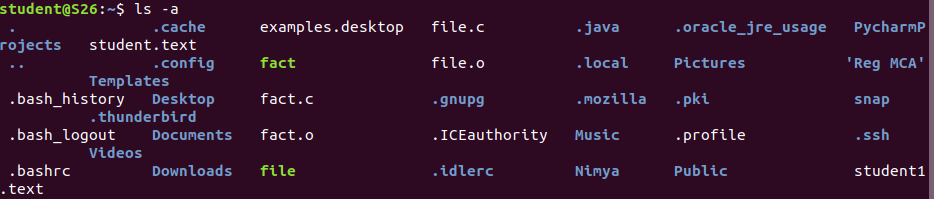 student@S26:~$ ls -a
. .cache examples.desktop file.c .java .oracle_jre_usage PycharmP
rojects student.text
.. .config fact file.o .local Pictures 'Reg MCA'
Templates
.bash_history Desktop fact.c .gnupg .mozilla .pki snap
.thunderbird
.bash_logout Documents fact.o .ICEauthority Music .profile .ssh
Videos
.bashrc Downloads file .idlerc Nimya Public student1
.text